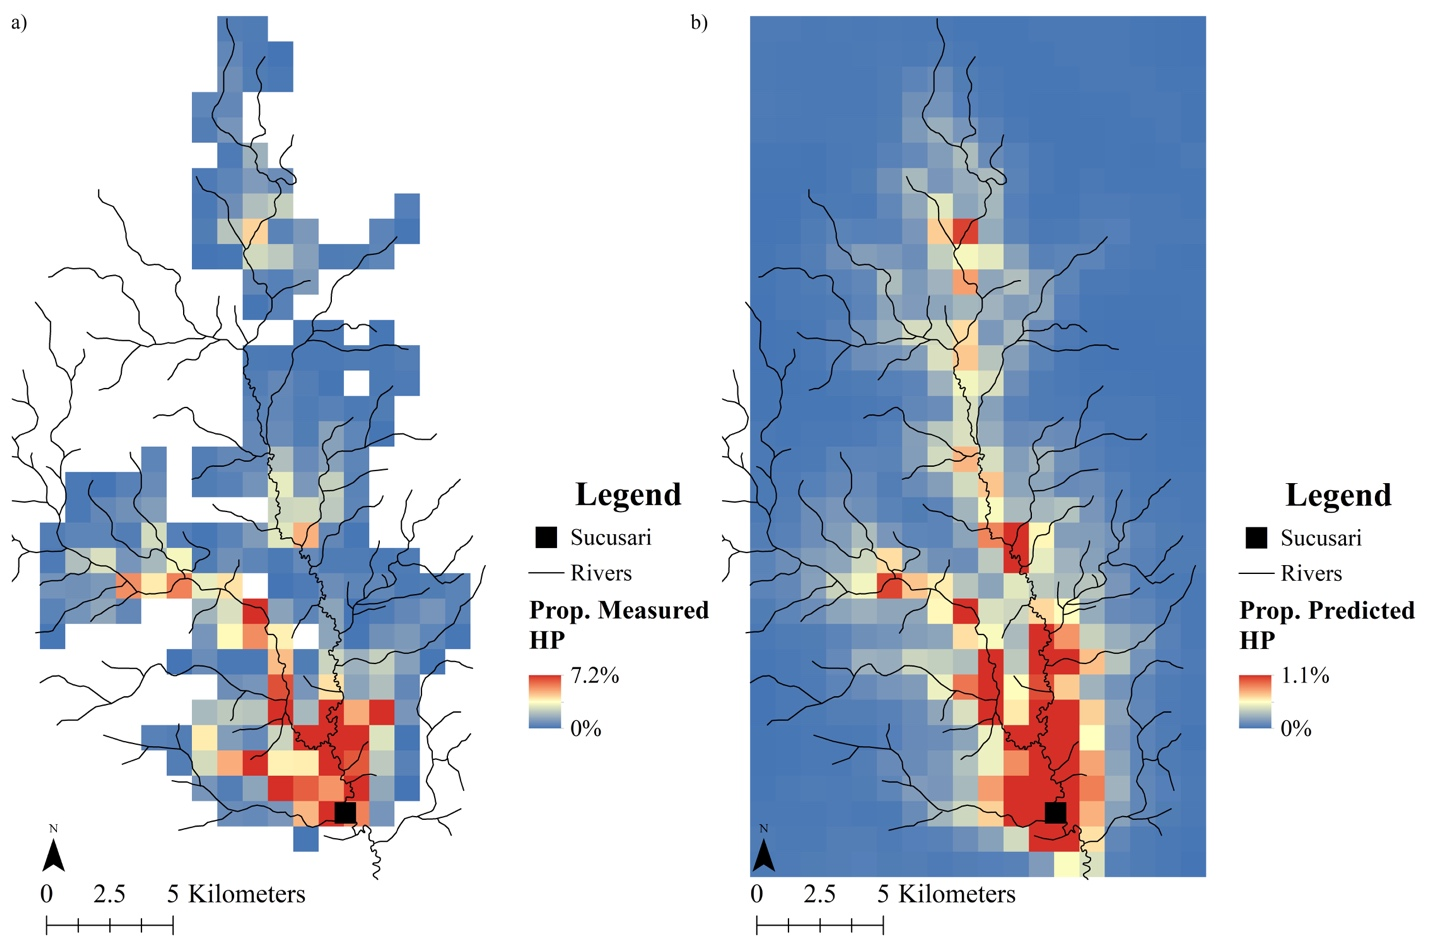 a)
Legend
Sucusari
Rivers
Prop. Measured
HP
7.2%
0%
N
0 2.5 5 Kilometers
b)
Legend
Sucusari
Rivers
Prop. Predicted
HP
1.1%
0%
N
0 2.5 5 Kilometers